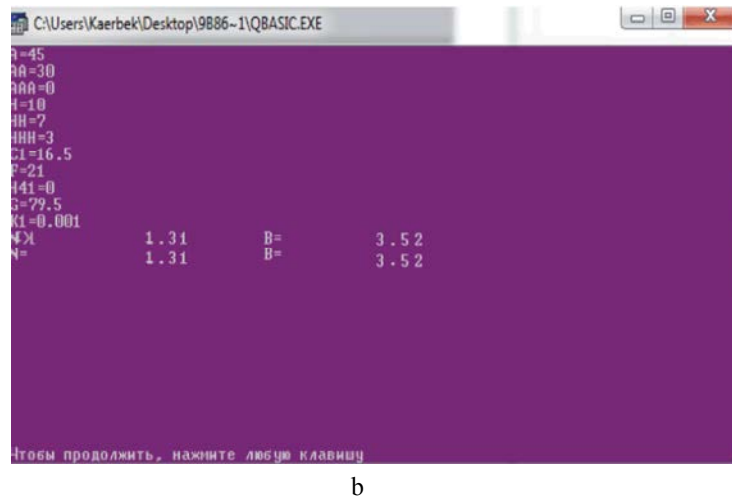 C:\Users\Kaerbek\Desktop\9B86~1\QBASIC.EXE
A=45
AA=30
AAA=0
H=10
HH=7
HHH=3
C1=16.5
F=21
H41=0
G=79.5
K1=0.001
1.31 B= 3.52
N= 1.31 B= 3.52
Чтобы продолжить, нажмите любую клавишу
b